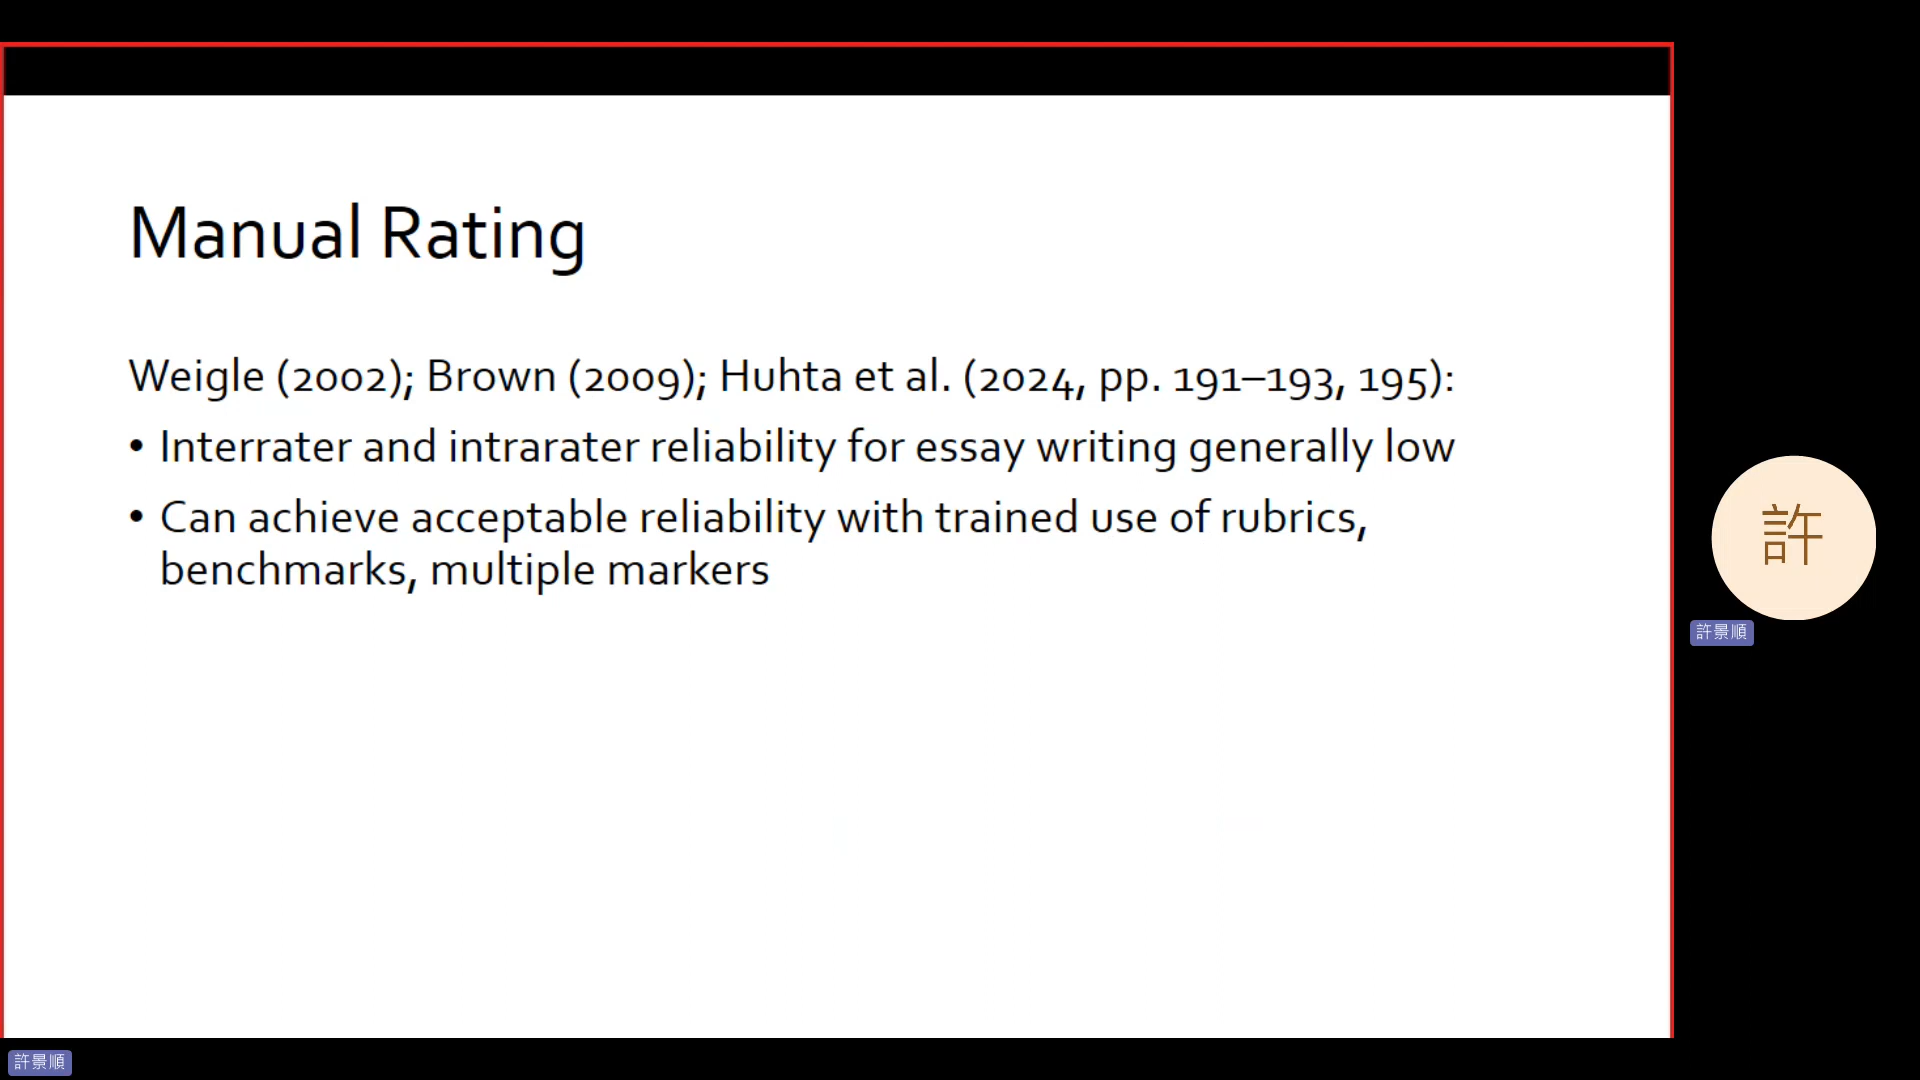 Manual Rating
Weigle (2002); Brown (2009); Huhta et al. (2024, pp. 191–193, 195):
• Interrater and intrarater reliability for essay writing generally low
• Can achieve acceptable reliability with trained use of rubrics,
benchmarks, multiple markers
許
許景順
許景順